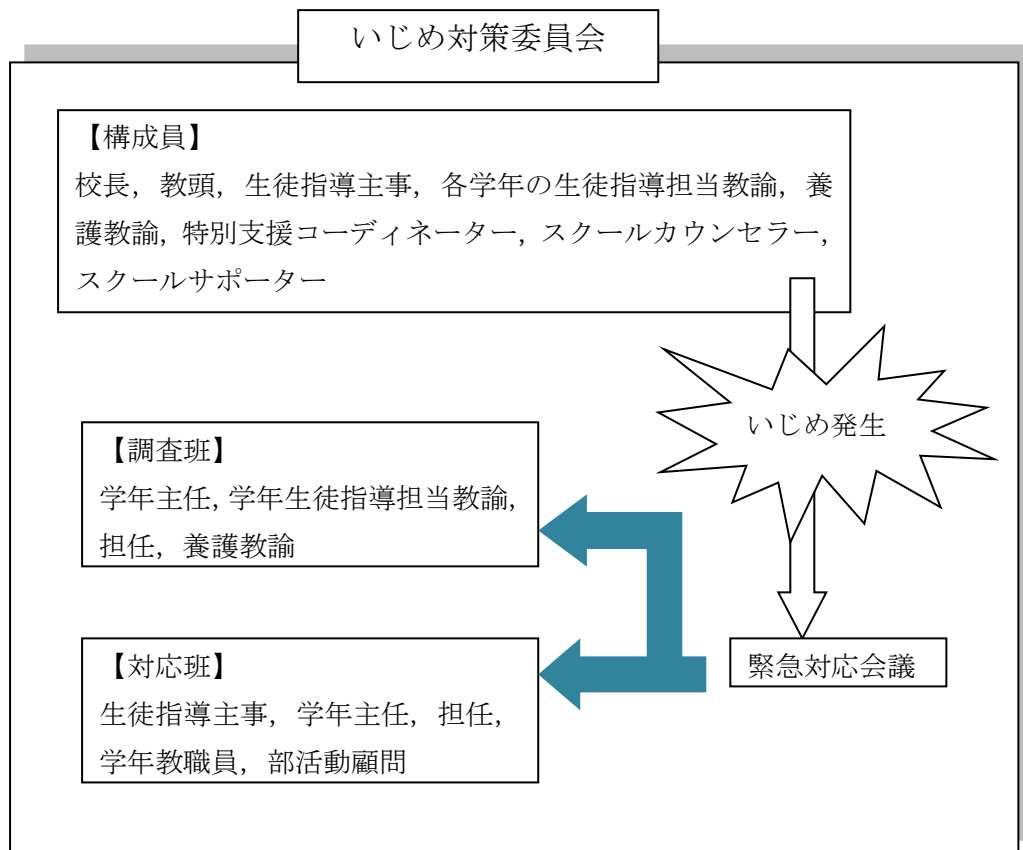 いじめ対策委員会
【構成員】
校長，教頭，生徒指導主事，各学年の生徒指導担当教諭，養
護教諭，特別支援コーディネーター，スクールカウンセラー，
スクールサポーター
いじめ発生
【調査班】
学年主任，学年生徒指導担当教諭，
担任，養護教諭
【対応班】
生徒指導主事，学年主任，担任，
学年教職員，部活動顧問
緊急対応会議